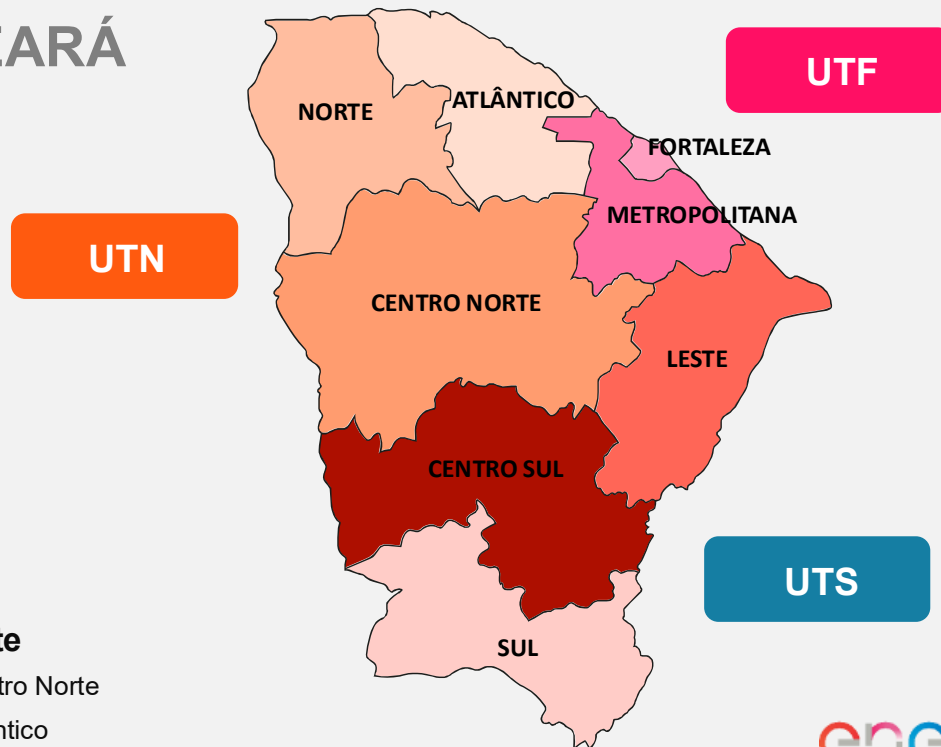 EARÁ
UTF
NORTE
ATLÂNTICO
FORTALEZA
METROPOLITANA
UTN
CENTRO NORTE
LESTE
CENTRO SUL
UTS
te
SUL
tro Norte
ntico